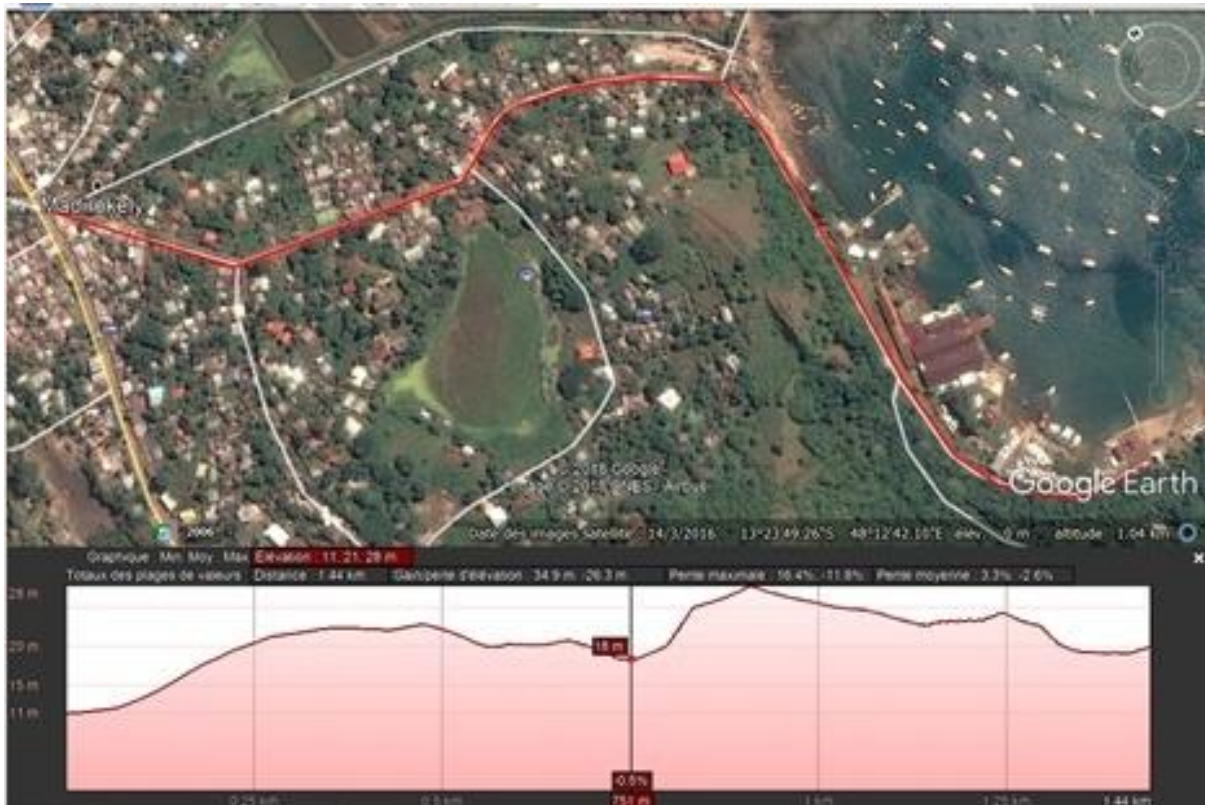 Madirokely
© 2018 Google
Google Earth
2006
Date des images satellite : 14/3/2016 13°23'49.26"S 48°12'42.10"E élév. 0 m altitude 1.04 km
Graphique : Min. Moy. Max. Élévation : 11, 21, 28 m
Totaux des plages de valeurs : Distance : 1.44 km Gain/perte d'élévation : 34.9 m, -26.3 m Pente maximale : 16.4%, -11.8% Pente moyenne : 3.3%, -2.6%
28 m
20 m
18 m
15 m
11 m
-0.5%
0.25 km 0.5 km 751 m 1 km 1.25 km 1.44 km